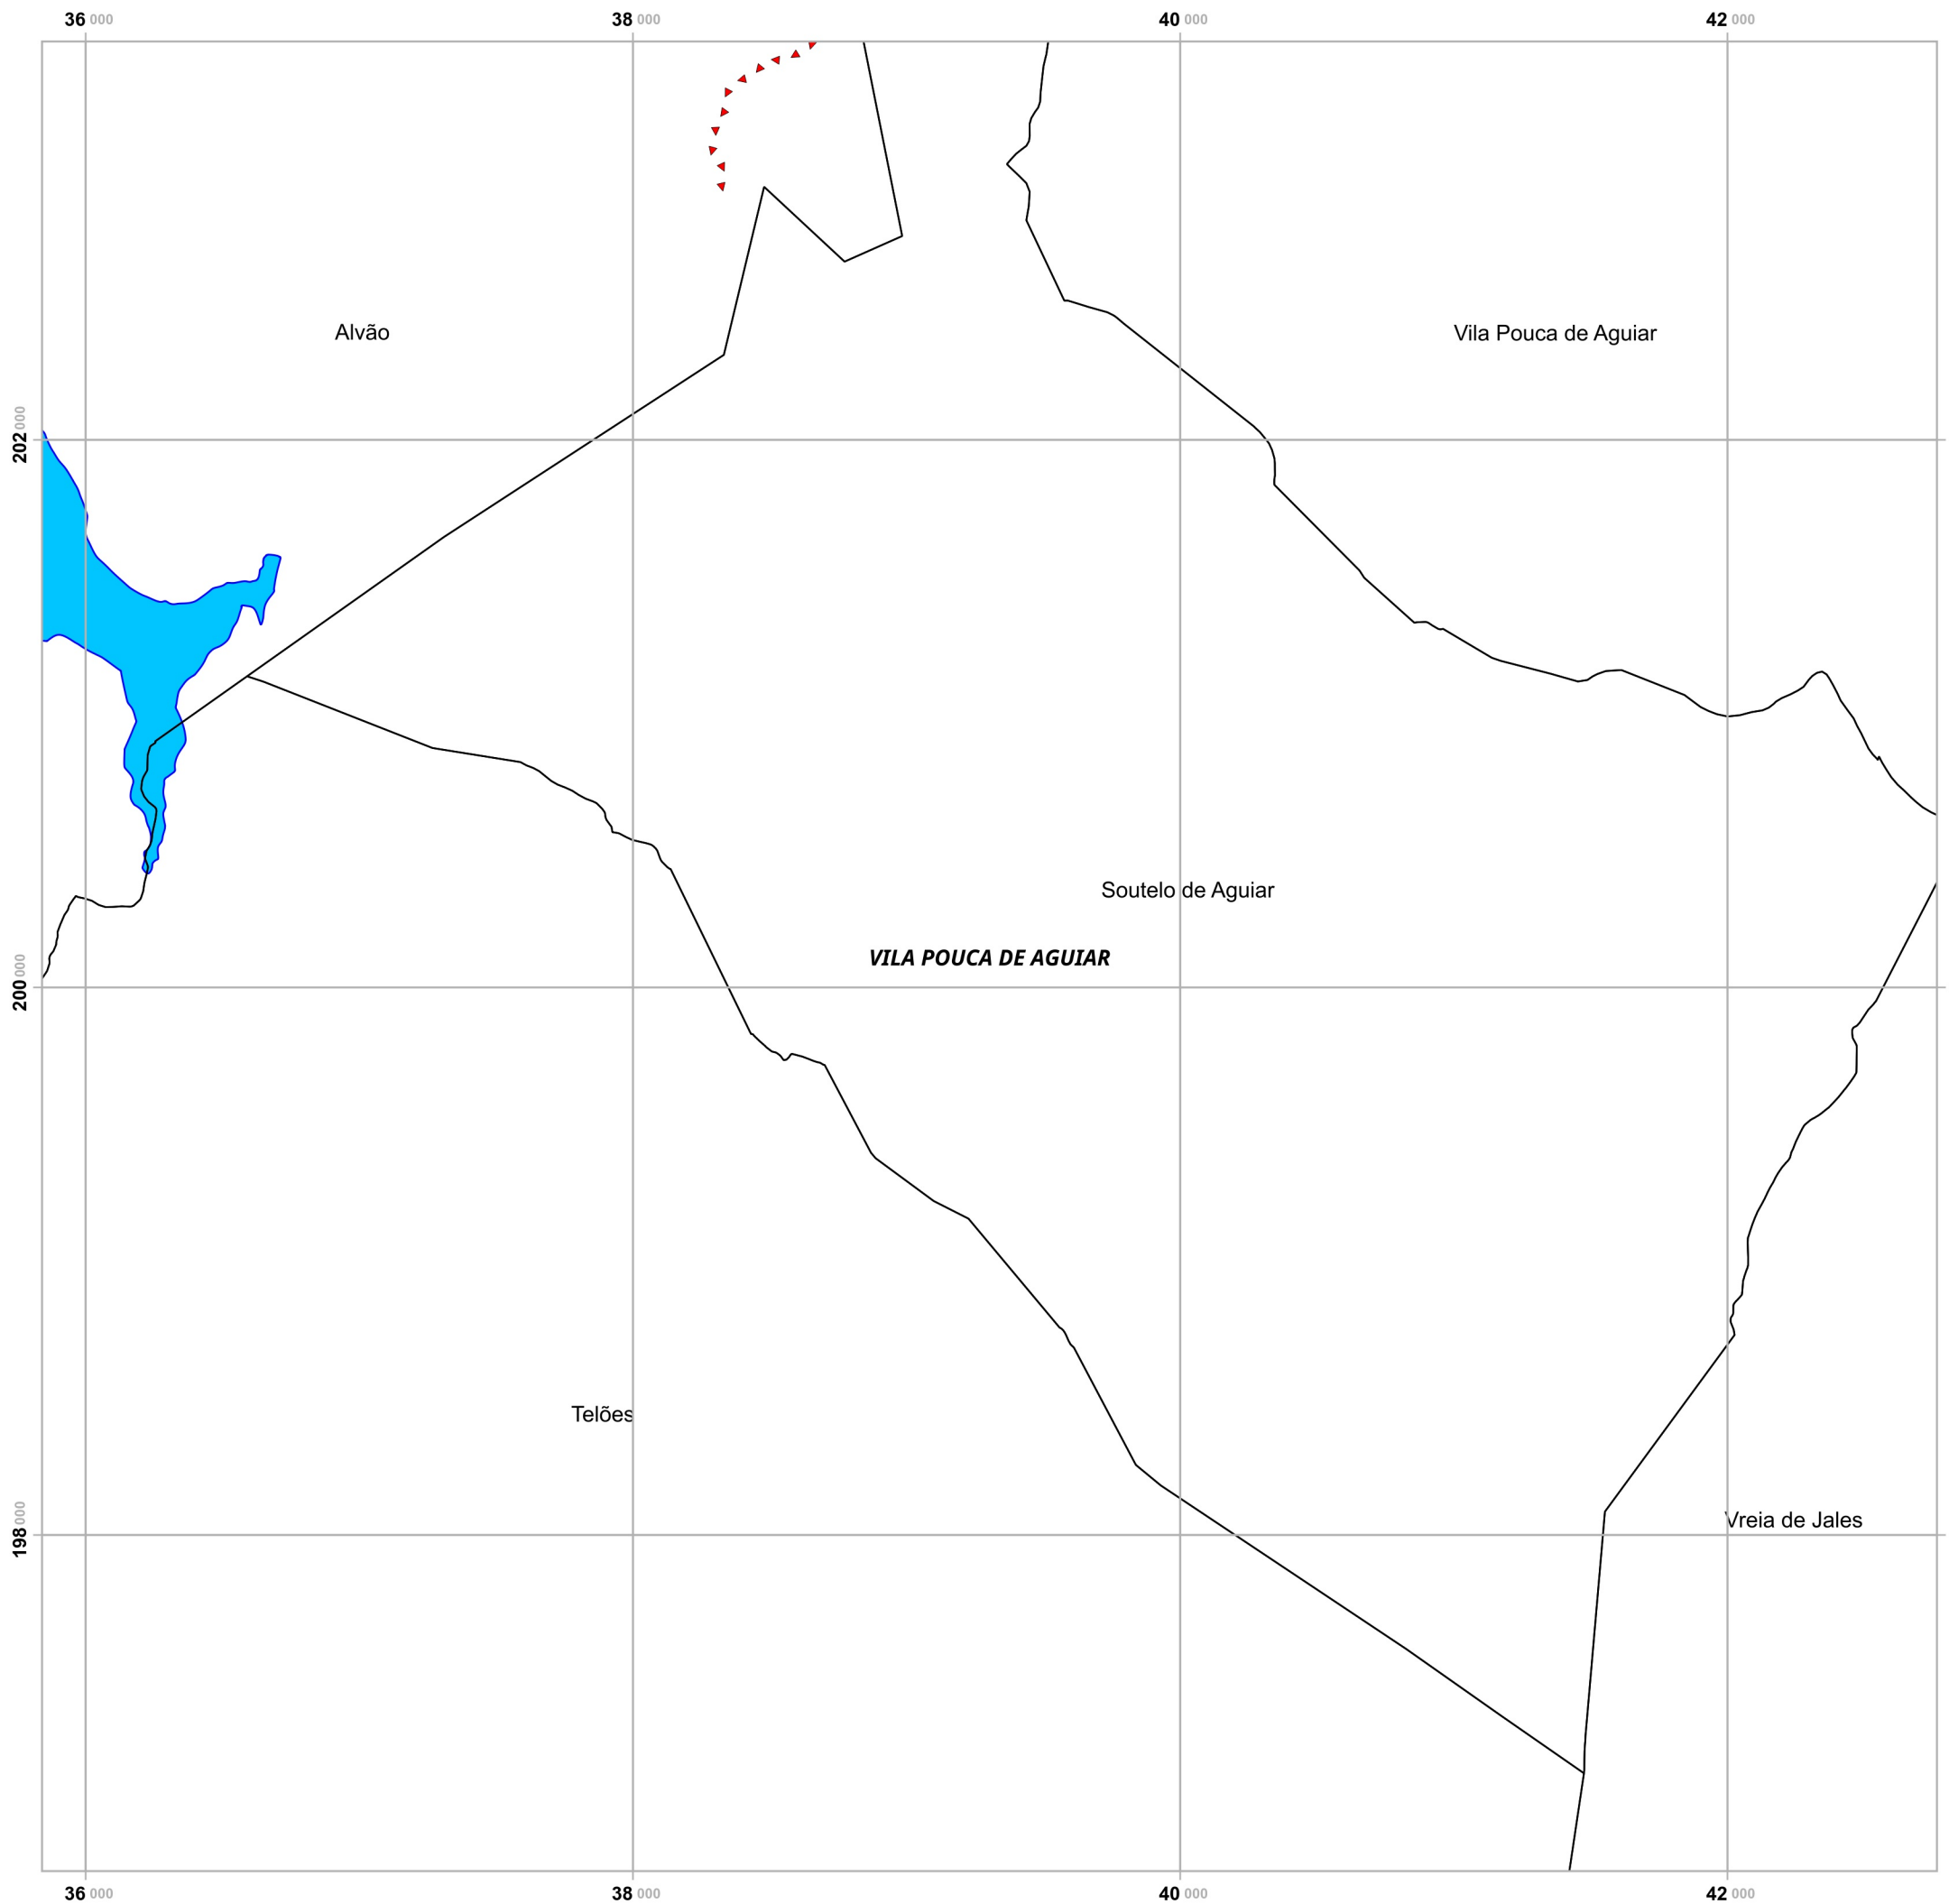 36 000 38 000 40 000 42 000
Alvão
Vila Pouca de Aguiar
202 000
Soutelo de Aguiar
VILA POUCA DE AGUIAR
200 000
Telões
Vreia de Jales
198 000
36 000 38 000 40 000 42 000